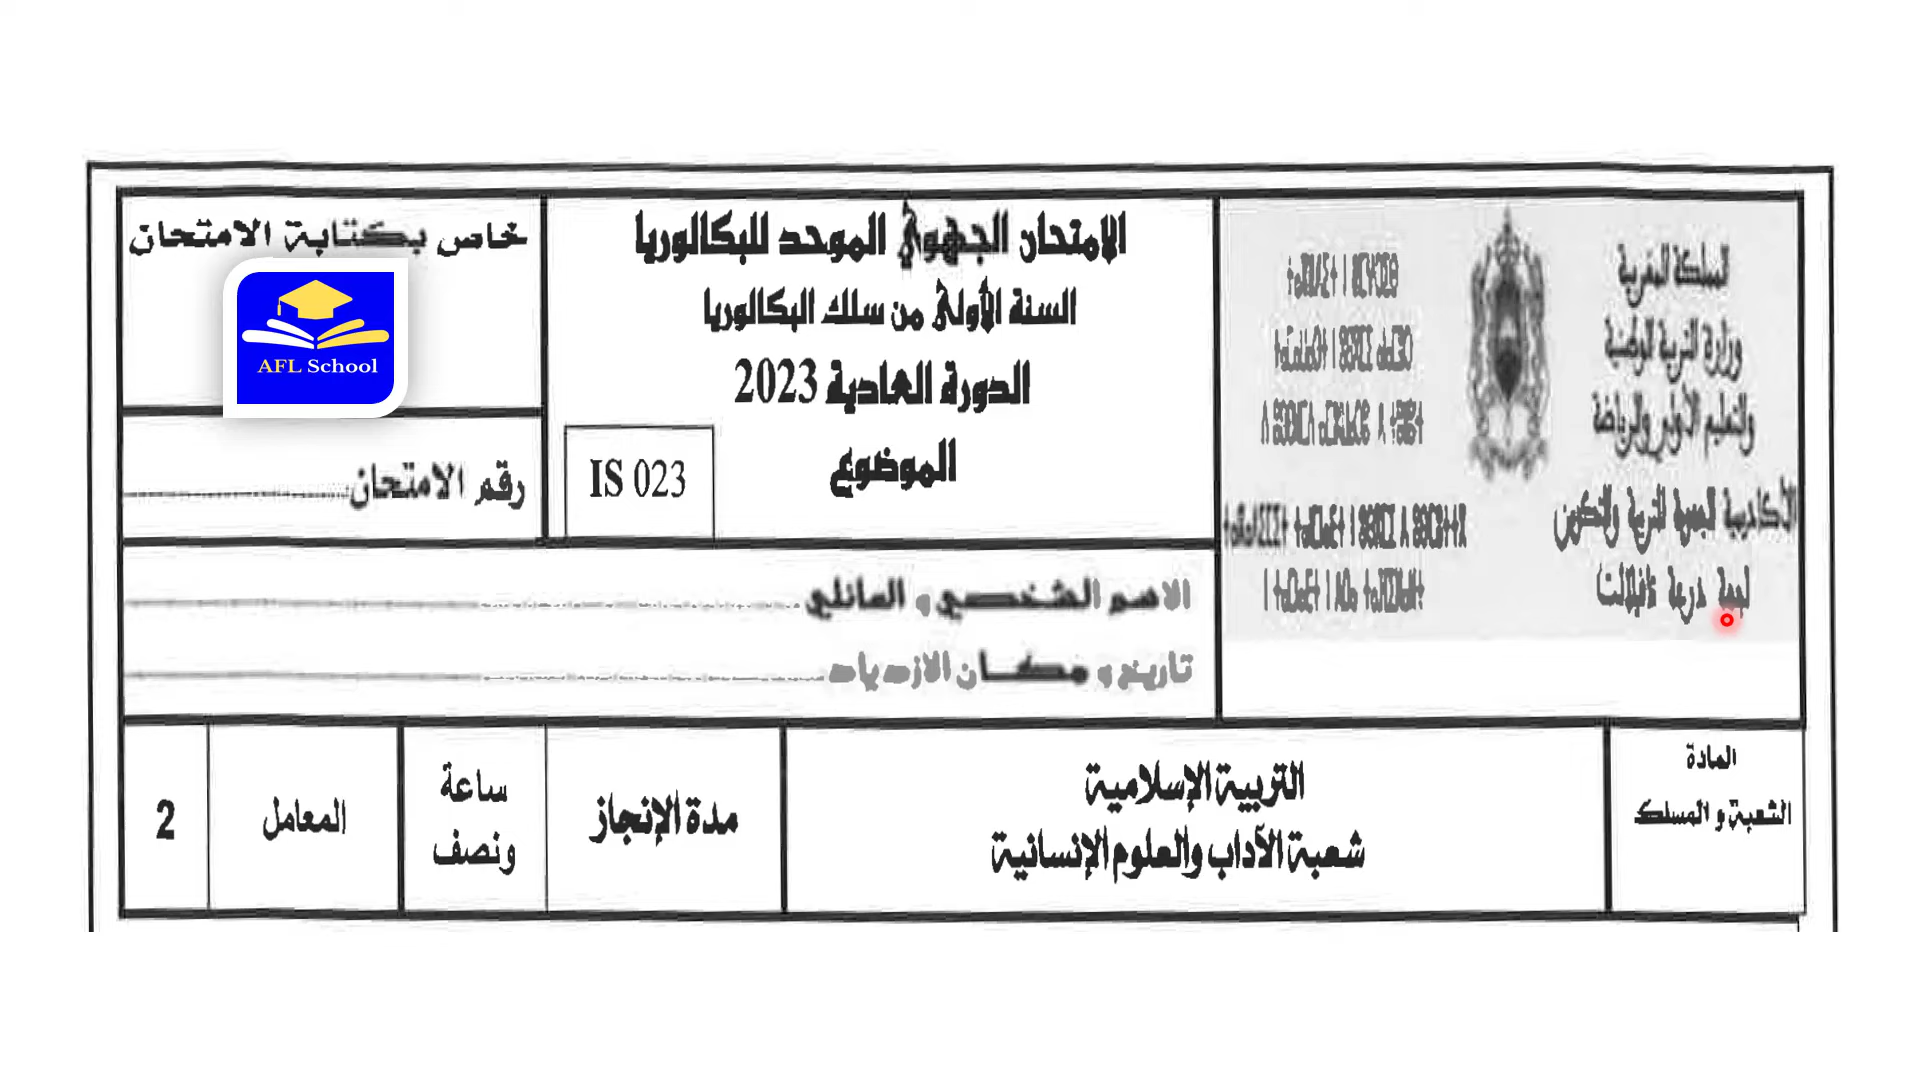 المملكة المغربية
وزارة التربية الوطنية
والتعليم الأولي والرياضة
الأكاديمية الجهوية للتربية والتكوين
لجهة درعة تافيلالت
الامتحان الجهوي الموحد للبكالوريا
السنة الأولى من سلك البكالوريا
الدورة العادية 2023
الموضوع
IS 023
خاص بكتابة الامتحان
AFL School
رقم الامتحان
الاسم الشخصي و العائلي
تاريخ و مكان الازدياد
المادة
الشعبة و المسلك
التربية الإسلامية
شعبة الآداب والعلوم الإنسانية
مدة الإنجاز
ساعة
ونصف
المعامل
2